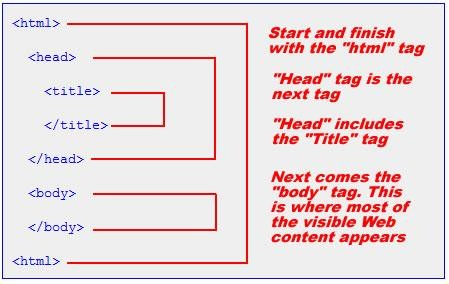 <html>
<head>
<title>
</title>
</head>
<body>
</body>
<html>
Start and finish
with the "html" tag
"Head" tag is the
next tag
"Head" includes
the "Title" tag
Next comes the
"body" tag. This
is where most of
the visible Web
content appears